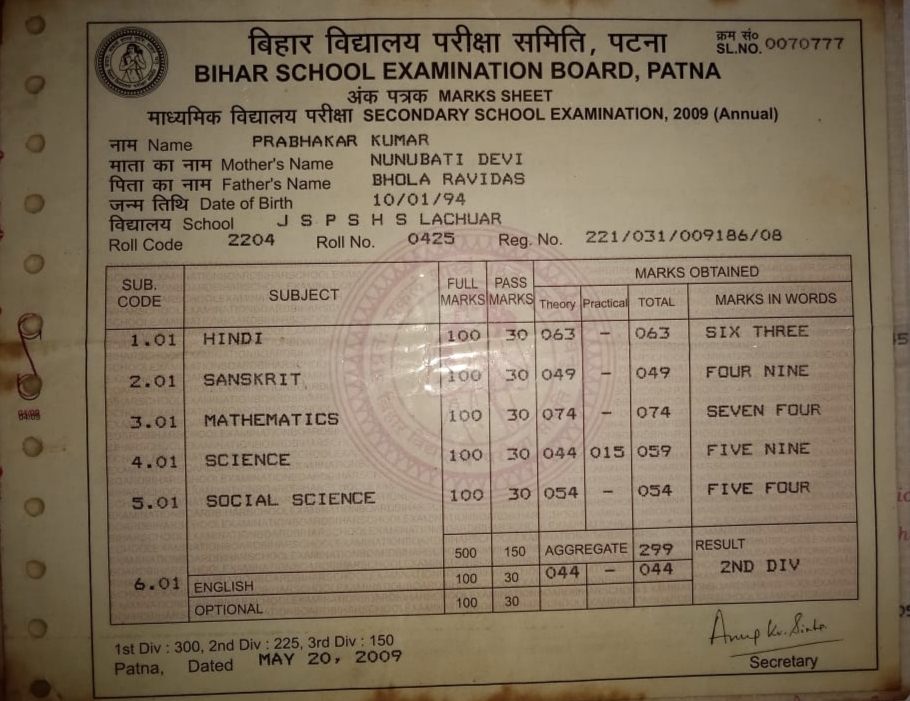 बिहार विद्यालय परीक्षा समिति, पटना
क्रम सं०
SL.NO. 0070777
BIHAR SCHOOL EXAMINATION BOARD, PATNA
अंक पत्रक MARKS SHEET
माध्यमिक विद्यालय परीक्षा SECONDARY SCHOOL EXAMINATION, 2009 (Annual)
नाम Name PRABHAKAR KUMAR
माता का नाम Mother's Name NUNUBATI DEVI
पिता का नाम Father's Name BHOLA RAVIDAS
जन्म तिथि Date of Birth 10/01/94
विद्यालय School J S P S H S LACHUAR
Roll Code 2204 Roll No. 0425 Reg. No. 221/031/009186/08
SUB. CODE SUBJECT FULL MARKS PASS MARKS MARKS OBTAINED
Theory Practical TOTAL MARKS IN WORDS
1.01 HINDI 100 30 063 – 063 SIX THREE
2.01 SANSKRIT 100 30 049 – 049 FOUR NINE
3.01 MATHEMATICS 100 30 074 – 074 SEVEN FOUR
4.01 SCIENCE 100 30 044 015 059 FIVE NINE
5.01 SOCIAL SCIENCE 100 30 054 – 054 FIVE FOUR
500 150 AGGREGATE 299 RESULT
6.01 ENGLISH 100 30 044 – 044 2ND DIV
OPTIONAL 100 30
1st Div : 300, 2nd Div : 225, 3rd Div : 150
Patna, Dated MAY 20, 2009
Anup Kr. Sinha
Secretary